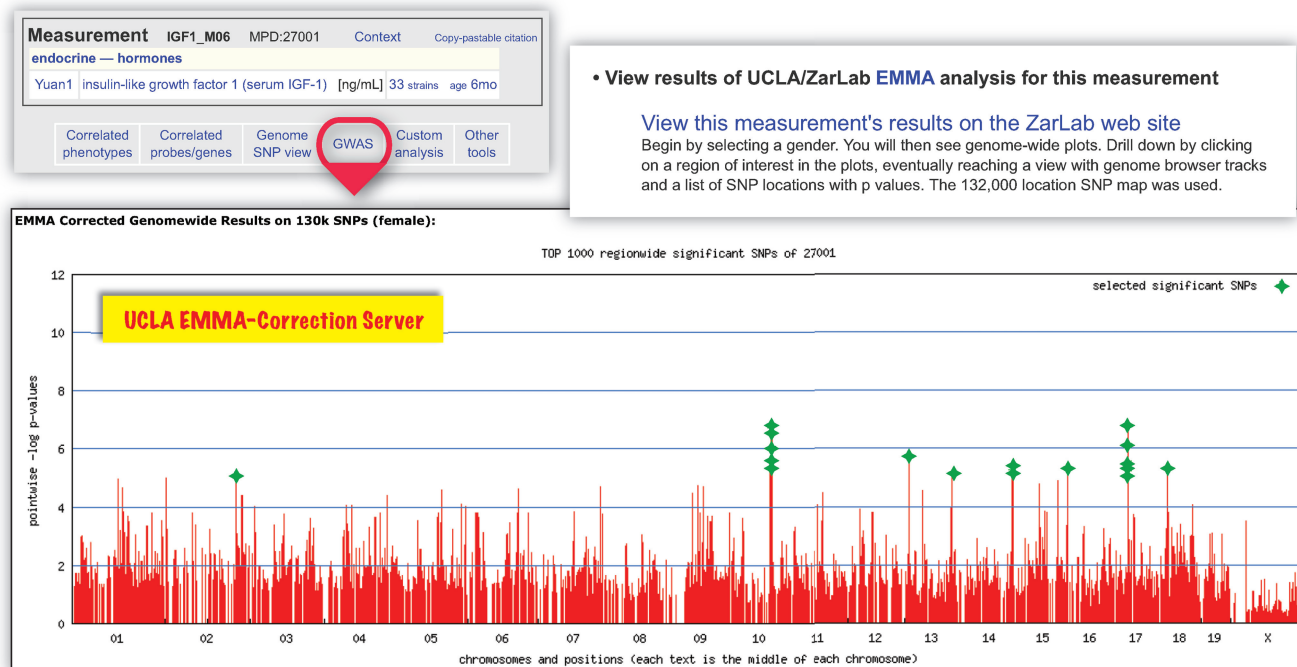 Measurement IGF1_M06 MPD:27001 Context Copy-pastable citation
endocrine — hormones
Yuan1 insulin-like growth factor 1 (serum IGF-1) [ng/mL] 33 strains age 6mo
Correlated phenotypes
Correlated probes/genes
Genome SNP view
GWAS
Custom analysis
Other tools
• View results of UCLA/ZarLab EMMA analysis for this measurement
View this measurement's results on the ZarLab web site
Begin by selecting a gender. You will then see genome-wide plots. Drill down by clicking
on a region of interest in the plots, eventually reaching a view with genome browser tracks
and a list of SNP locations with p values. The 132,000 location SNP map was used.
EMMA Corrected Genomewide Results on 130k SNPs (female):
TOP 1000 regionwide significant SNPs of 27001
selected significant SNPs
UCLA EMMA-Correction Server
pointwise -log p-values
12
10
8
6
4
2
0
01 02 03 04 05 06 07 08 09 10 11 12 13 14 15 16 17 18 19 X
chromosomes and positions (each text is the middle of each chromosome)